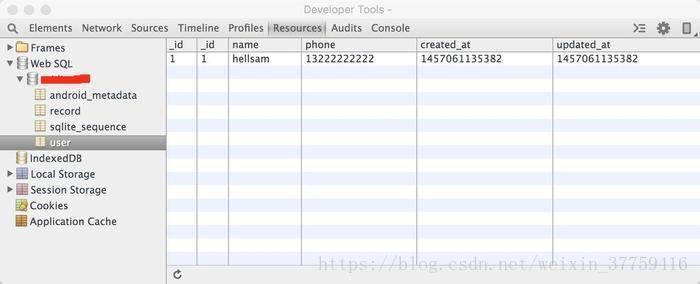 Developer Tools -
Elements Network Sources Timeline Profiles Resources Audits Console
Frames
Web SQL
android_metadata
record
sqlite_sequence
user
IndexedDB
Local Storage
Session Storage
Cookies
Application Cache
_id _id name phone created_at updated_at
1 1 hellsam 13222222222 1457061135382 1457061135382
https://blog.csdn.net/weixin_37759416